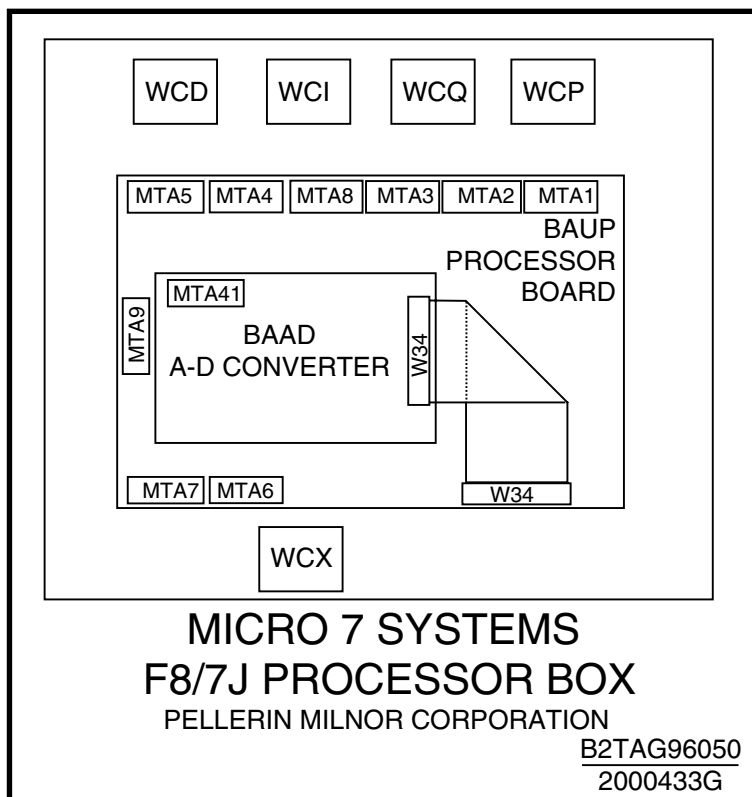 WCD WCI WCQ WCP
MTA5 MTA4 MTA8 MTA3 MTA2 MTA1
BAUP
PROCESSOR
BOARD
MTA41
MTA9
BAAD
A-D CONVERTER
W34
MTA7 MTA6
W34
WCX
MICRO 7 SYSTEMS
F8/7J PROCESSOR BOX
PELLERIN MILNOR CORPORATION
B2TAG96050
2000433G